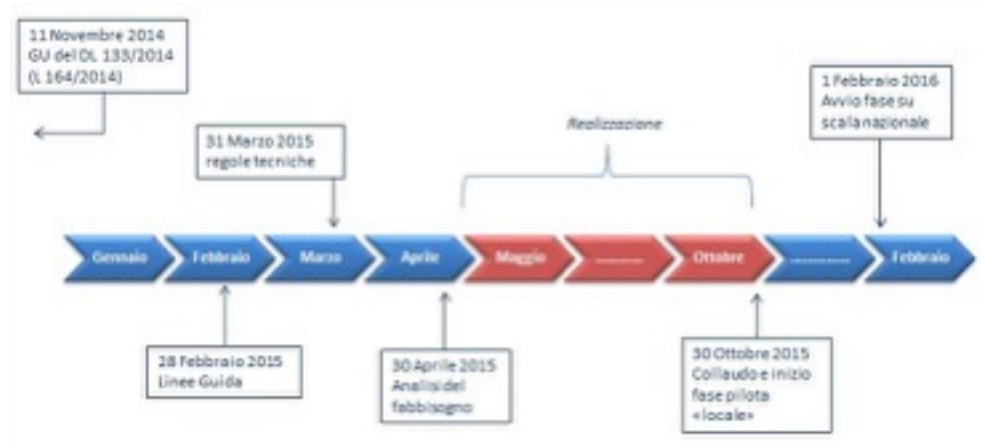 11 Novembre 2014
GU del DL 133/2014
(L 164/2014)
1 Febbraio 2016
Avvio fase su
scala nazionale
Realizzazione
31 Marzo 2015
regole tecniche
Gennaio
Febbraio
Marzo
Aprile
Maggio
..........
Ottobre
..............
Febbraio
28 Febbraio 2015
Linee Guida
30 Aprile 2015
Analisi del
fabbisogno
30 Ottobre 2015
Collaudo e inizio
fase pilota
«locale»